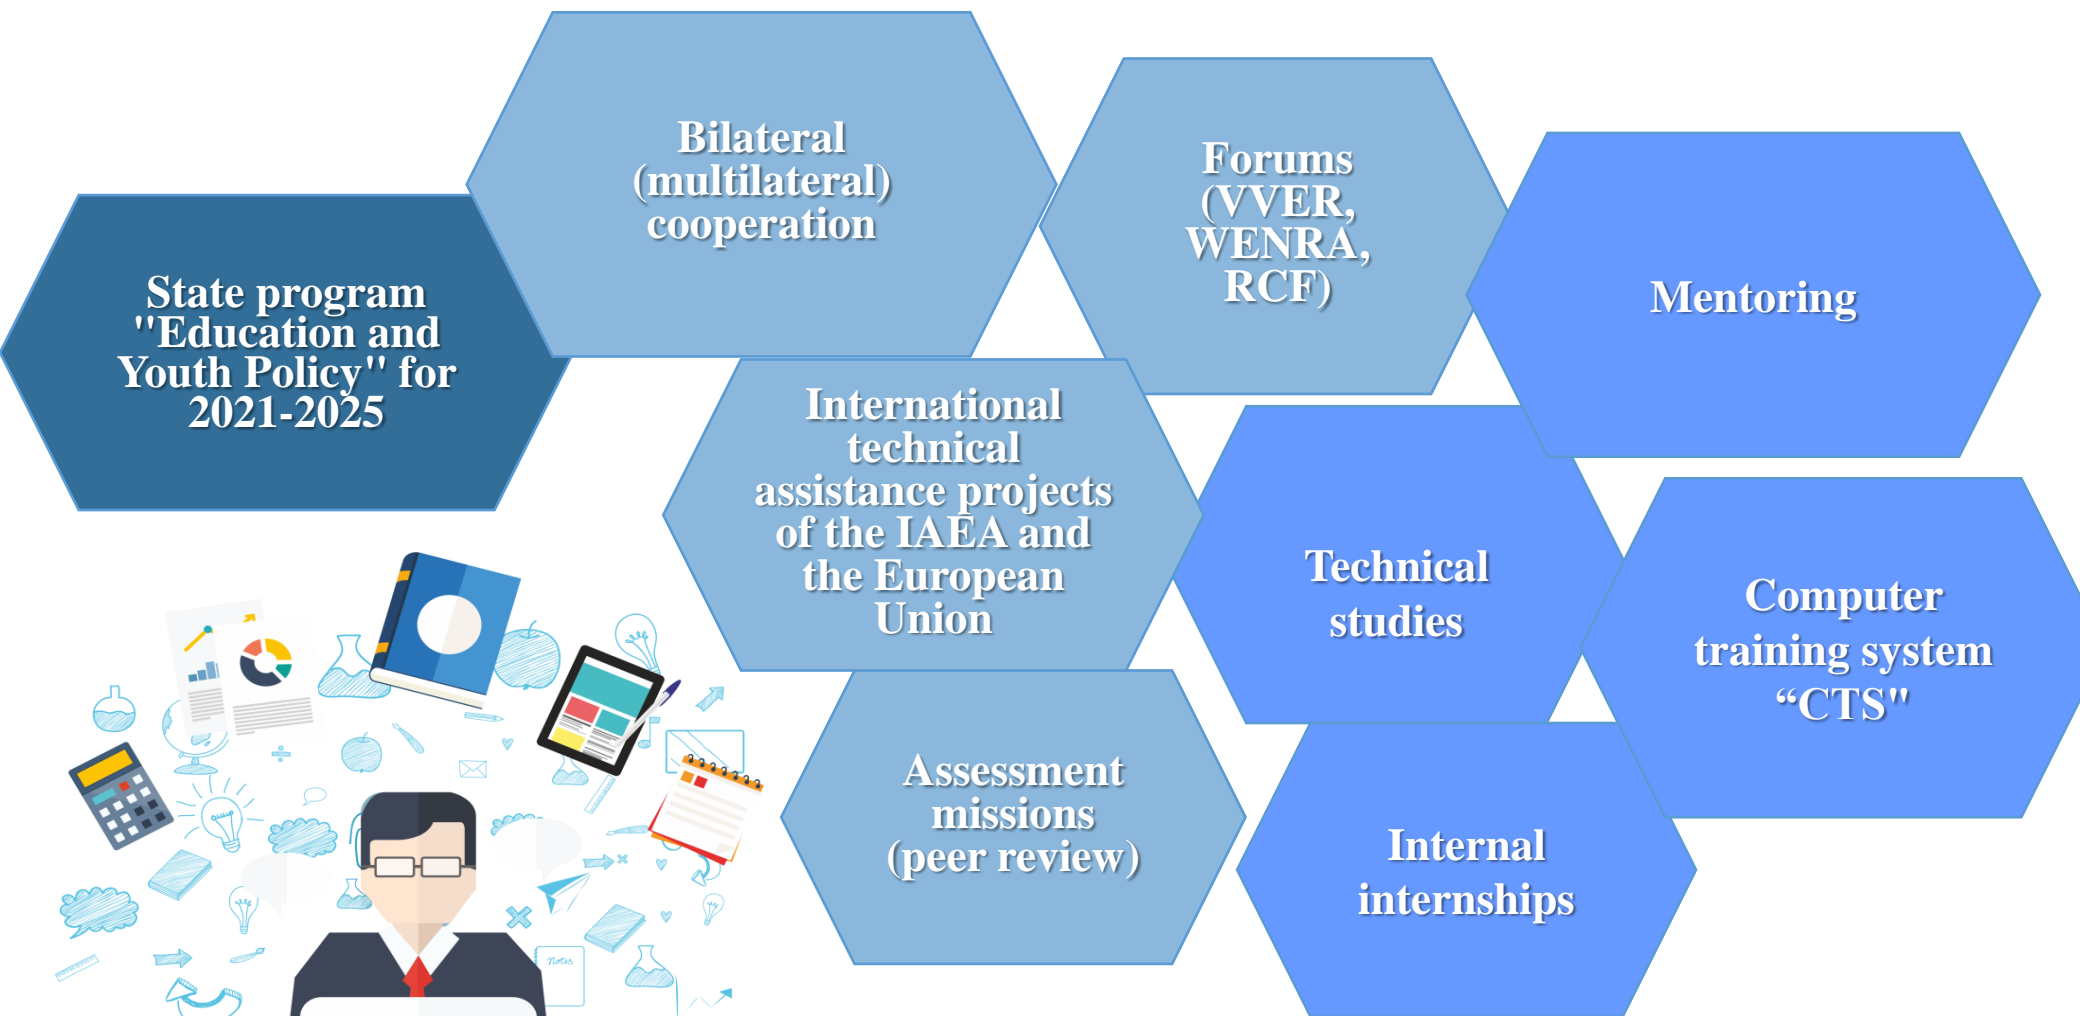 State program
"Education and
Youth Policy" for
2021-2025
Bilateral
(multilateral)
cooperation
Forums
(VVER,
WENRA,
RCF)
Mentoring
International
technical
assistance projects
of the IAEA and
the European
Union
Technical
studies
Computer
training system
“CTS"
Assessment
missions
(peer review)
Internal
internships
Notes